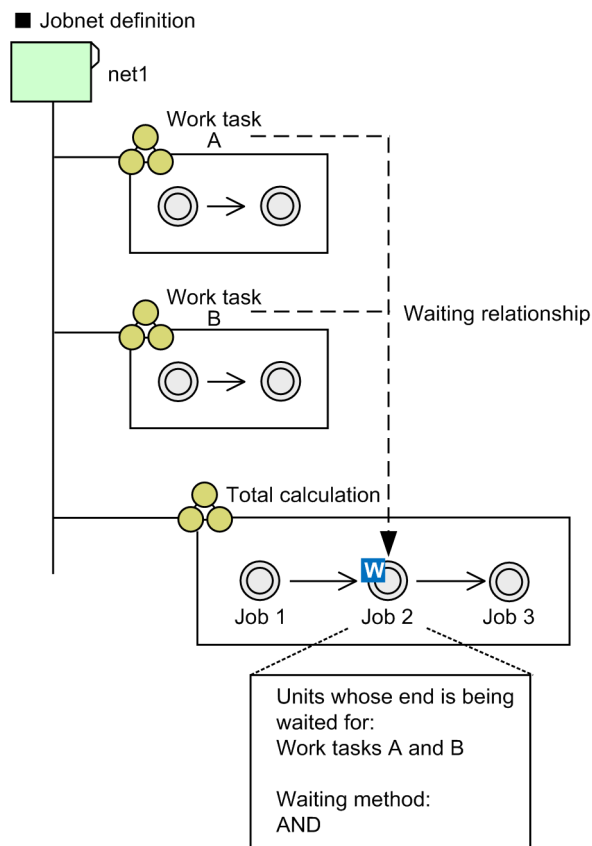 ■ Jobnet definition
net1
Work task
A
Work task
B
Waiting relationship
Total calculation
W
Job 1
Job 2
Job 3
Units whose end is being
waited for:
Work tasks A and B
Waiting method:
AND